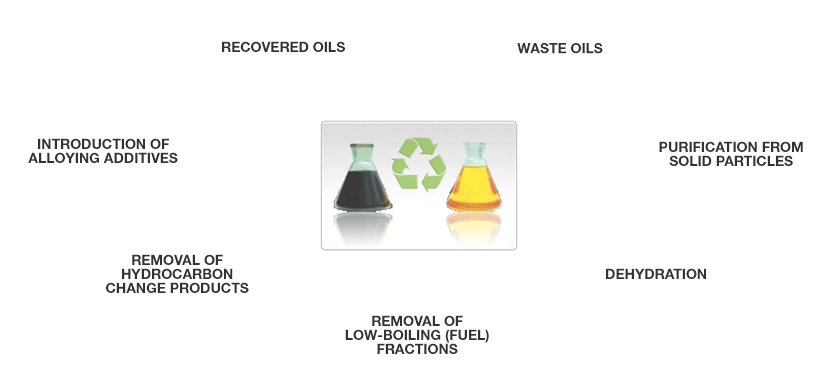 RECOVERED OILS
WASTE OILS
INTRODUCTION OF
ALLOYING ADDITIVES
PURIFICATION FROM
SOLID PARTICLES
REMOVAL OF
HYDROCARBON
CHANGE PRODUCTS
DEHYDRATION
REMOVAL OF
LOW-BOILING (FUEL)
FRACTIONS